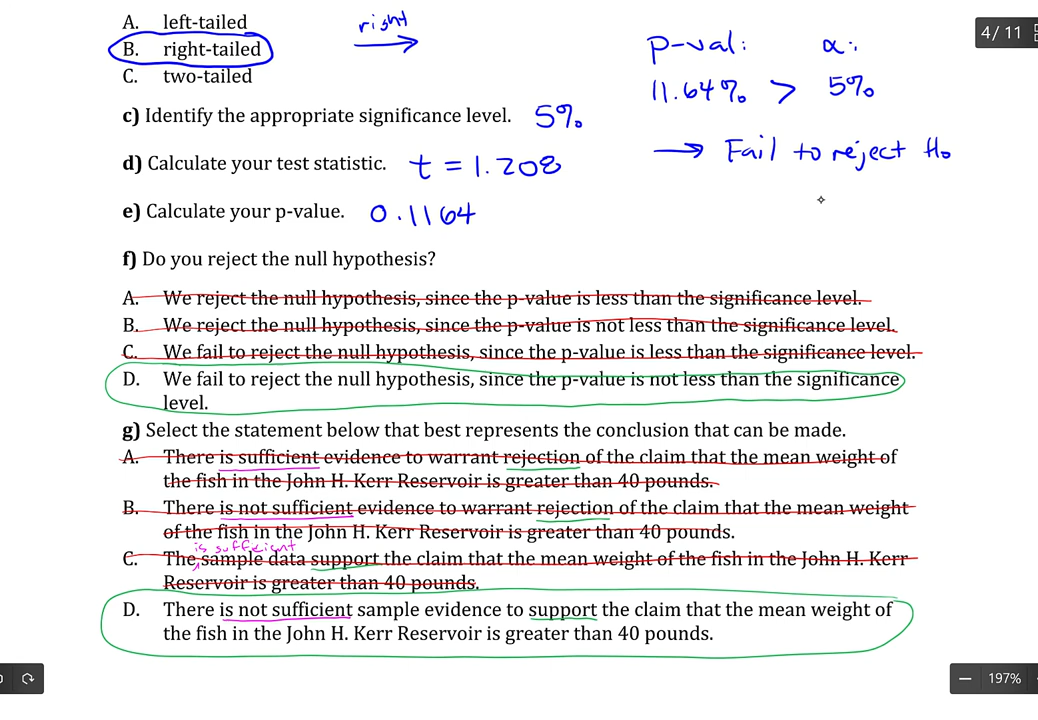 A. left-tailed
right
B. right-tailed
C. two-tailed
p-val: α:
11.64% > 5%
→ Fail to reject H₀
4 / 11
c) Identify the appropriate significance level. 5%
d) Calculate your test statistic. t = 1.208
e) Calculate your p-value. 0.1164
f) Do you reject the null hypothesis?
A. We reject the null hypothesis, since the p-value is less than the significance level.
B. We reject the null hypothesis, since the p-value is not less than the significance level.
C. We fail to reject the null hypothesis, since the p-value is less than the significance level.
D. We fail to reject the null hypothesis, since the p-value is not less than the significance
level.
g) Select the statement below that best represents the conclusion that can be made.
A. There is sufficient evidence to warrant rejection of the claim that the mean weight of
the fish in the John H. Kerr Reservoir is greater than 40 pounds.
B. There is not sufficient evidence to warrant rejection of the claim that the mean weight
of the fish in the John H. Kerr Reservoir is greater than 40 pounds.
is sufficient
C. The sample data support the claim that the mean weight of the fish in the John H. Kerr
Reservoir is greater than 40 pounds.
D. There is not sufficient sample evidence to support the claim that the mean weight of
the fish in the John H. Kerr Reservoir is greater than 40 pounds.
197%